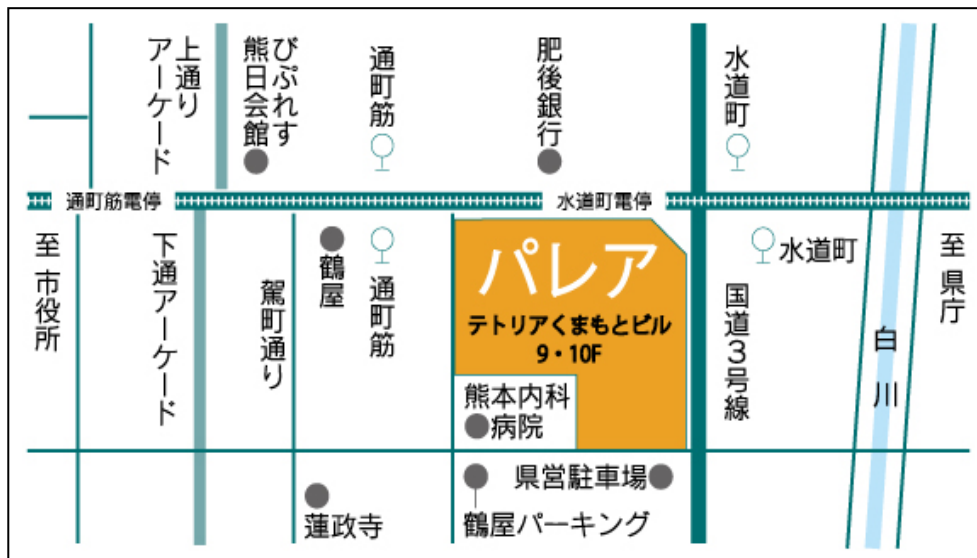 上通り
アーケード
びぷれす
熊日会館
通町筋
肥後銀行
水道町
通町筋電停
水道町電停
至市役所
下通アーケード
駕町通り
鶴屋
通町筋
パレア
テトリアくまもとビル
9・10F
熊本内科
病院
国道3号線
水道町
白川
至県庁
蓮政寺
鶴屋パーキング
県営駐車場